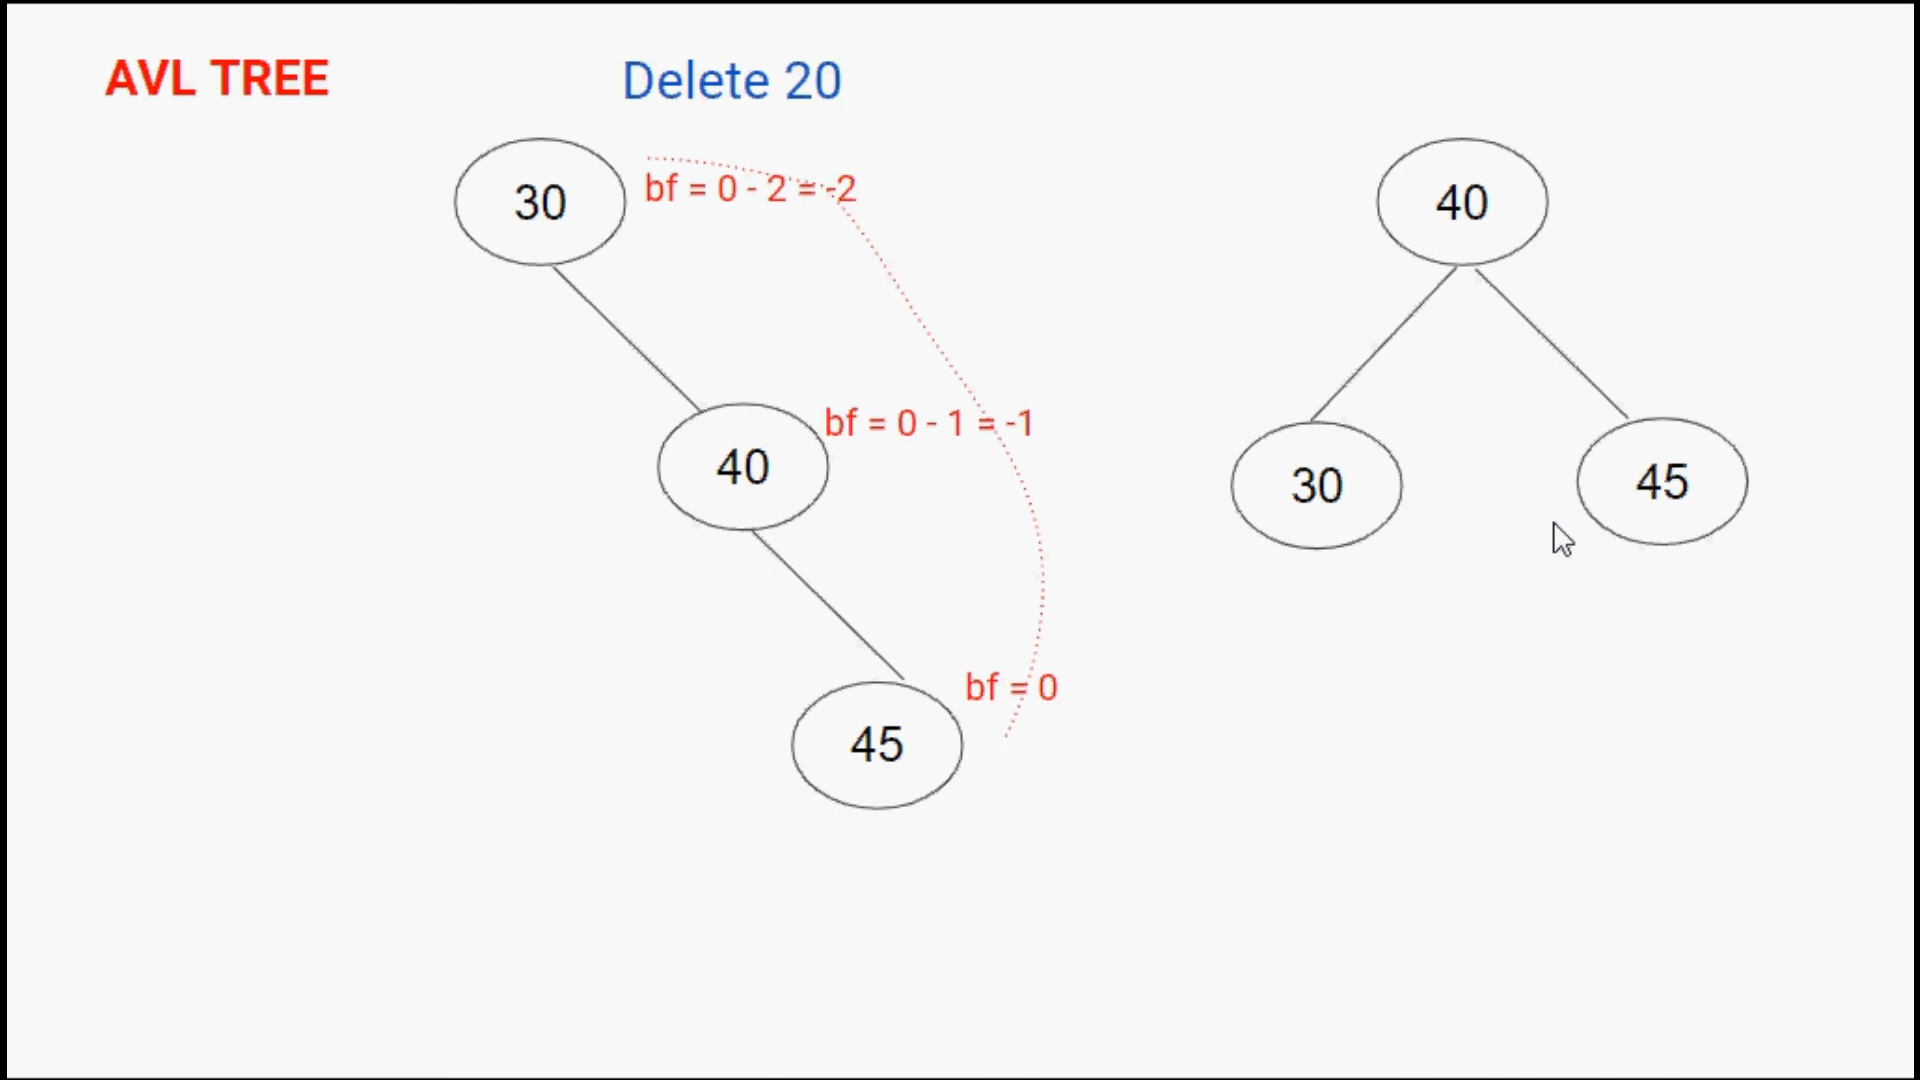 AVL TREE
Delete 20
30
bf = 0 - 2 = -2
40
bf = 0 - 1 = -1
45
bf = 0
40
30
45